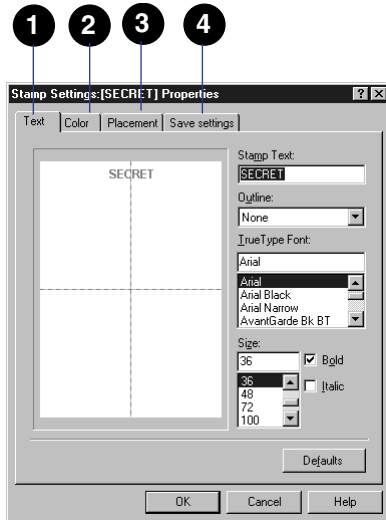 1 2 3 4
Stamp Settings:[SECRET] Properties
Text Color Placement Save settings
SECRET
Stamp Text:
SECRET
Outline:
None
TrueType Font:
Arial
Arial
Arial Black
Arial Narrow
AvantGarde Bk BT
Size:
36 Bold
36 Italic
48
72
100
Defaults
OK Cancel Help